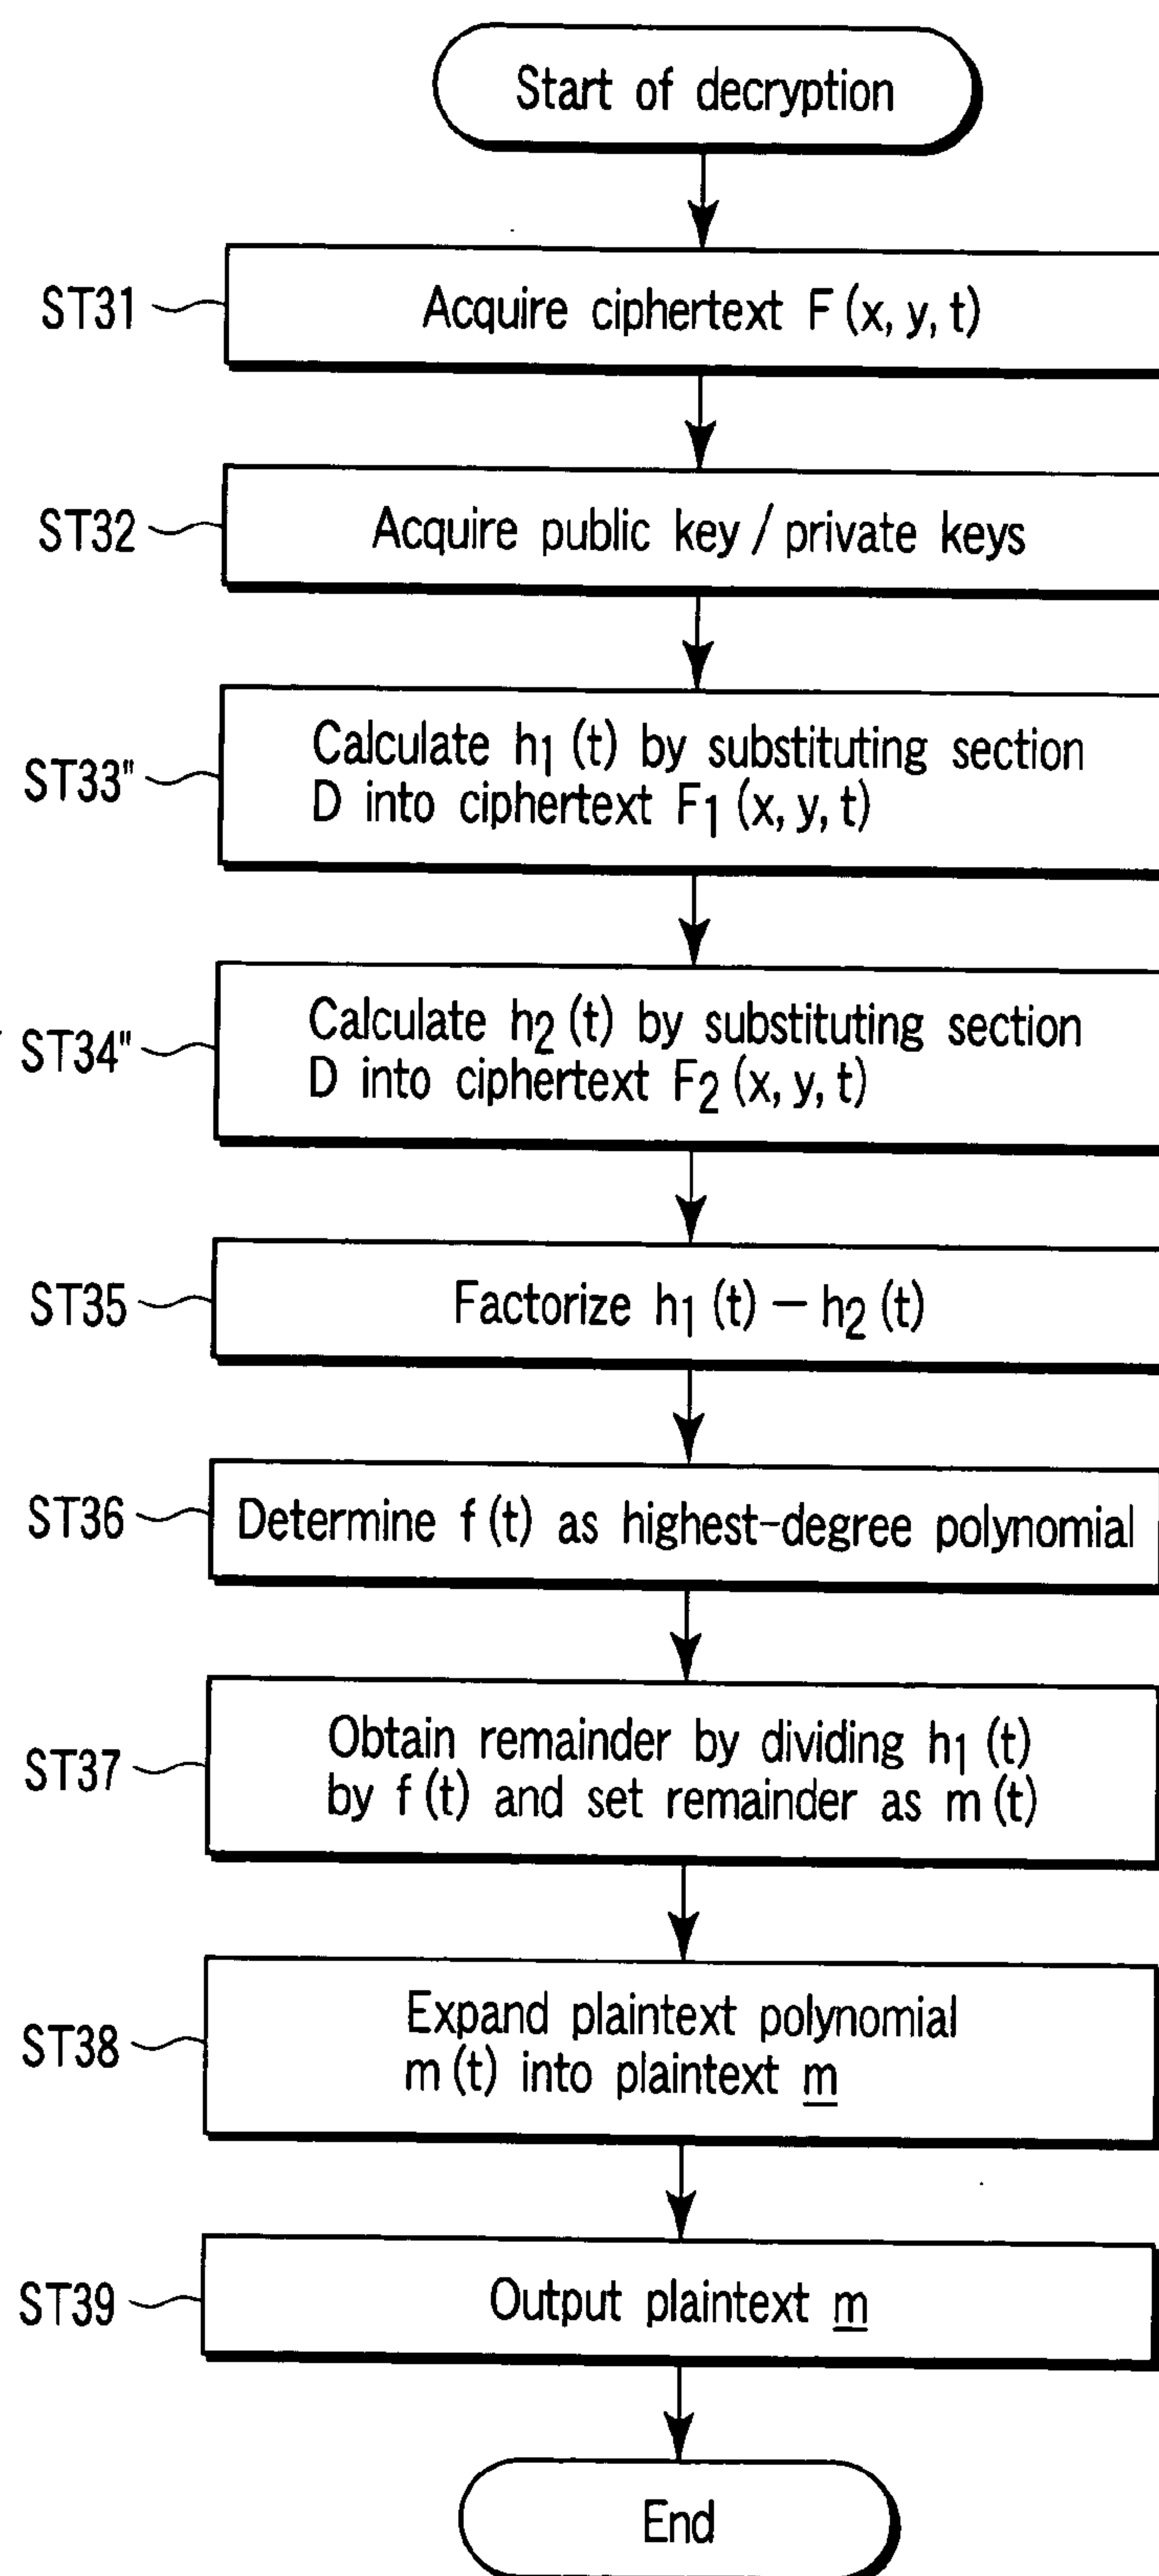 Start of decryption
ST31
Acquire ciphertext F (x, y, t)
ST32
Acquire public key / private keys
ST33"
Calculate h1 (t) by substituting section
D into ciphertext F1 (x, y, t)
ST34"
Calculate h2 (t) by substituting section
D into ciphertext F2 (x, y, t)
ST35
Factorize h1 (t) — h2 (t)
ST36
Determine f (t) as highest-degree polynomial
ST37
Obtain remainder by dividing h1 (t)
by f (t) and set remainder as m (t)
ST38
Expand plaintext polynomial
m (t) into plaintext m
ST39
Output plaintext m
End